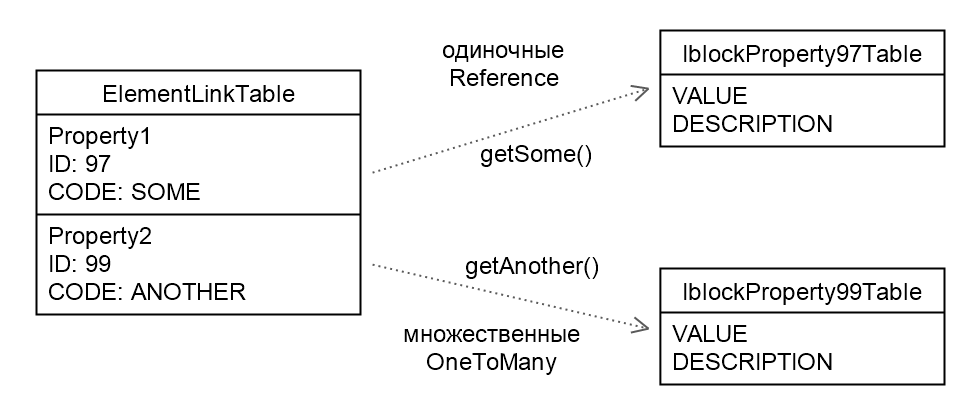 ElementLinkTable
Property1
ID: 97
CODE: SOME
Property2
ID: 99
CODE: ANOTHER
одиночные
Reference
getSome()
getAnother()
множественные
OneToMany
IblockProperty97Table
VALUE
DESCRIPTION
IblockProperty99Table
VALUE
DESCRIPTION